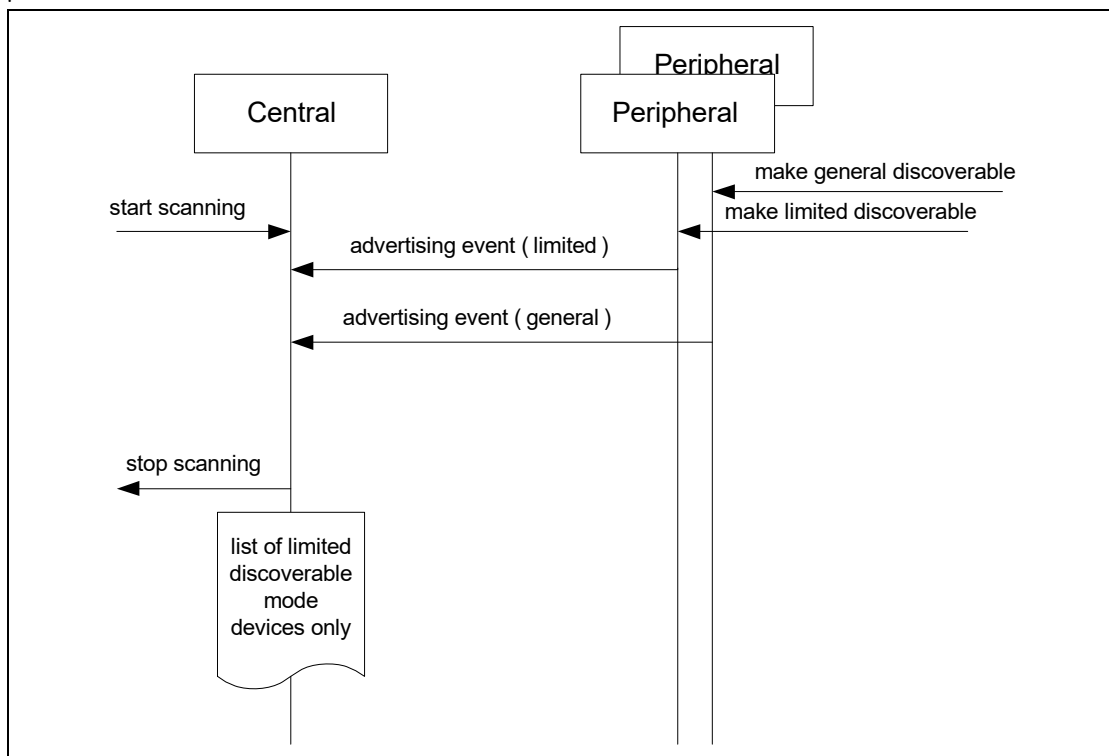 Peripheral
Central
Peripheral
make general discoverable
start scanning
make limited discoverable
advertising event ( limited )
advertising event ( general )
stop scanning
list of limited
discoverable
mode
devices only